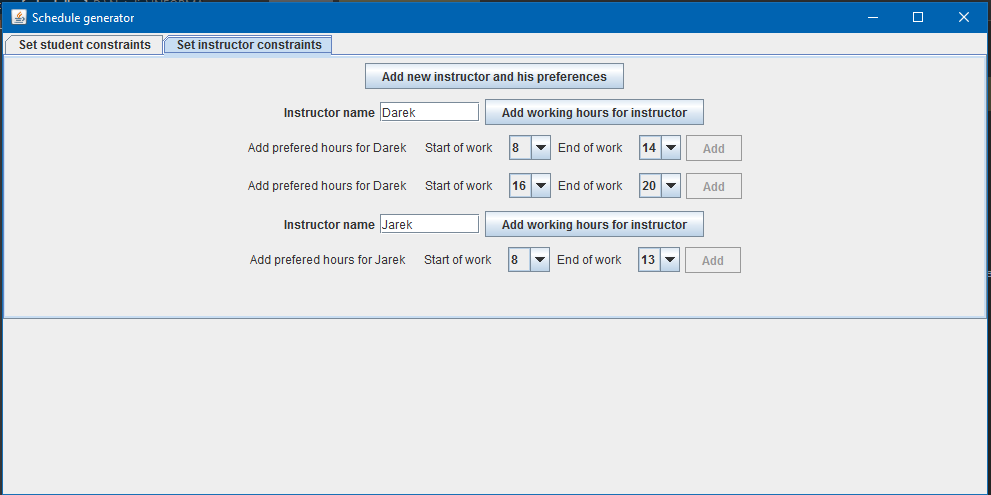 Schedule generator
Set student constraints Set instructor constraints
Add new instructor and his preferences
Instructor name Darek Add working hours for instructor
Add prefered hours for Darek Start of work 8 End of work 14 Add
Add prefered hours for Darek Start of work 16 End of work 20 Add
Instructor name Jarek Add working hours for instructor
Add prefered hours for Jarek Start of work 8 End of work 13 Add